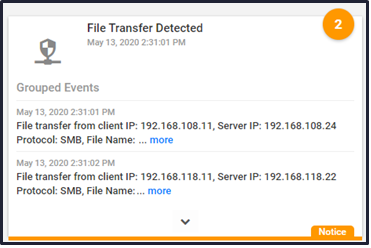 File Transfer Detected
May 13, 2020 2:31:01 PM
2
Grouped Events
May 13, 2020 2:31:01 PM
File transfer from client IP: 192.168.108.11, Server IP: 192.168.108.24
Protocol: SMB, File Name: ... more
May 13, 2020 2:31:02 PM
File transfer from client IP: 192.168.118.11, Server IP: 192.168.118.22
Protocol: SMB, File Name: ... more
Notice